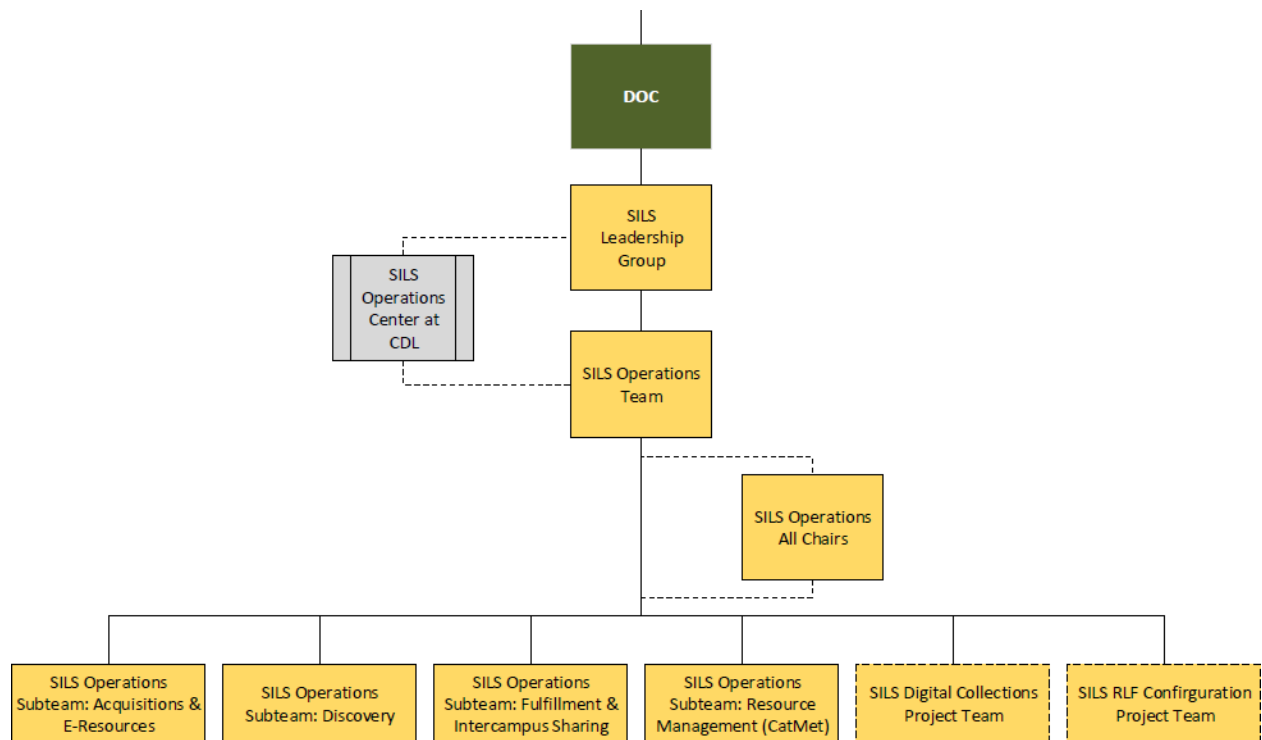 DOC
SILS
Leadership
Group
SILS
Operations
Center at
CDL
SILS Operations
Team
SILS Operations
All Chairs
SILS Operations
Subteam: Acquisitions &
E-Resources
SILS Operations
Subteam: Discovery
SILS Operations
Subteam: Fulfillment &
Intercampus Sharing
SILS Operations
Subteam: Resource
Management (CatMet)
SILS Digital Collections
Project Team
SILS RLF Confirguration
Project Team